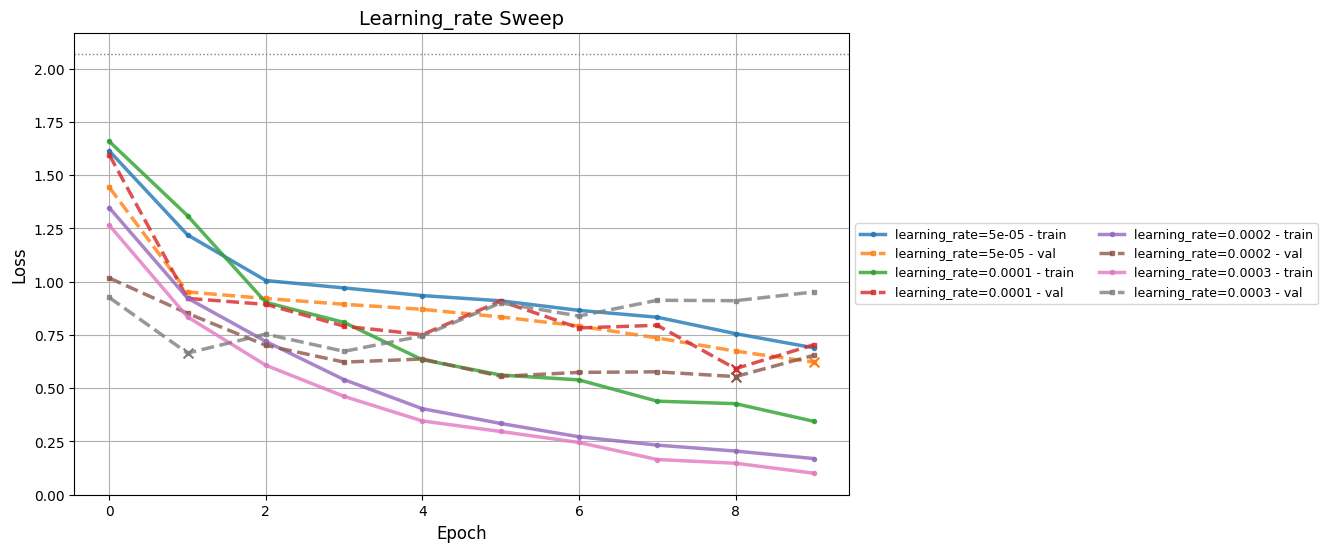 Learning_rate Sweep
Loss
2.00
1.75
1.50
1.25
1.00
0.75
0.50
0.25
0.00
0 2 4 6 8
Epoch
learning_rate=5e-05 - train
learning_rate=5e-05 - val
learning_rate=0.0001 - train
learning_rate=0.0001 - val
learning_rate=0.0002 - train
learning_rate=0.0002 - val
learning_rate=0.0003 - train
learning_rate=0.0003 - val